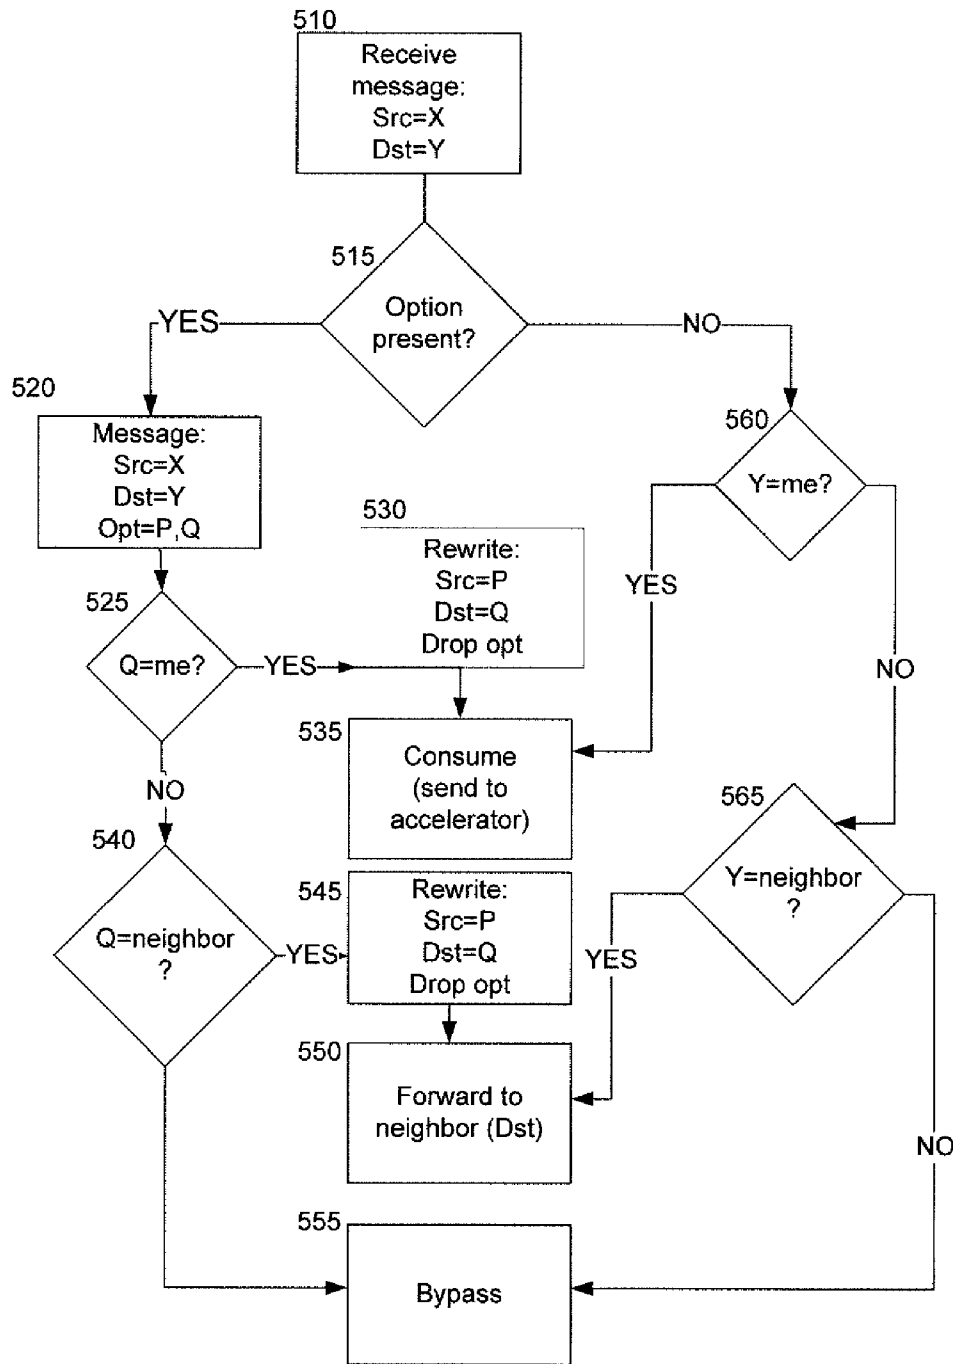 510
Receive
message:
Src=X
Dst=Y
515
Option
present?
YES
NO
520
Message:
Src=X
Dst=Y
Opt=P,Q
560
Y=me?
530
Rewrite:
Src=P
Dst=Q
Drop opt
YES
525
Q=me?
YES
NO
535
Consume
(send to
accelerator)
NO
565
Y=neighbor
?
540
Q=neighbor
?
YES
545
Rewrite:
Src=P
Dst=Q
Drop opt
YES
550
Forward to
neighbor (Dst)
NO
555
Bypass